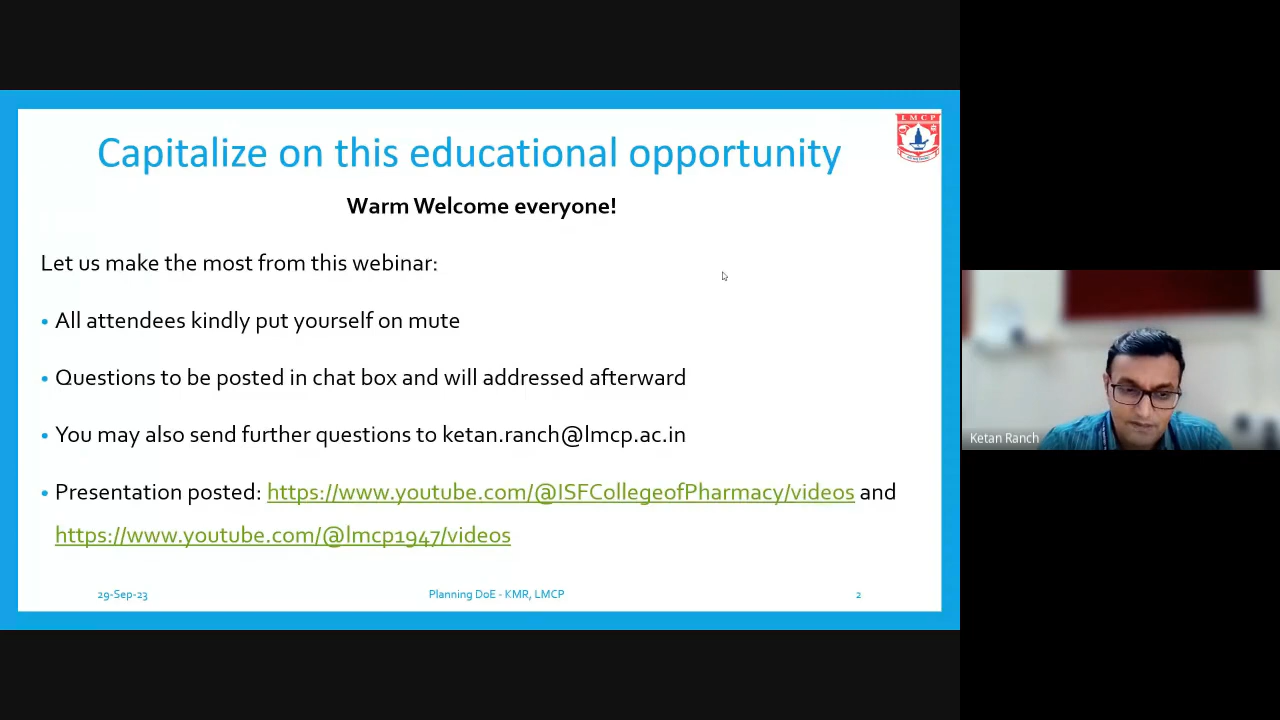 Capitalize on this educational opportunity
LMCP
Warm Welcome everyone!
Let us make the most from this webinar:
• All attendees kindly put yourself on mute
• Questions to be posted in chat box and will addressed afterward
• You may also send further questions to ketan.ranch@lmcp.ac.in
• Presentation posted: https://www.youtube.com/@ISFCollegeofPharmacy/videos and
https://www.youtube.com/@lmcp1947/videos
29-Sep-23
Planning DoE - KMR, LMCP
2
Ketan Ranch